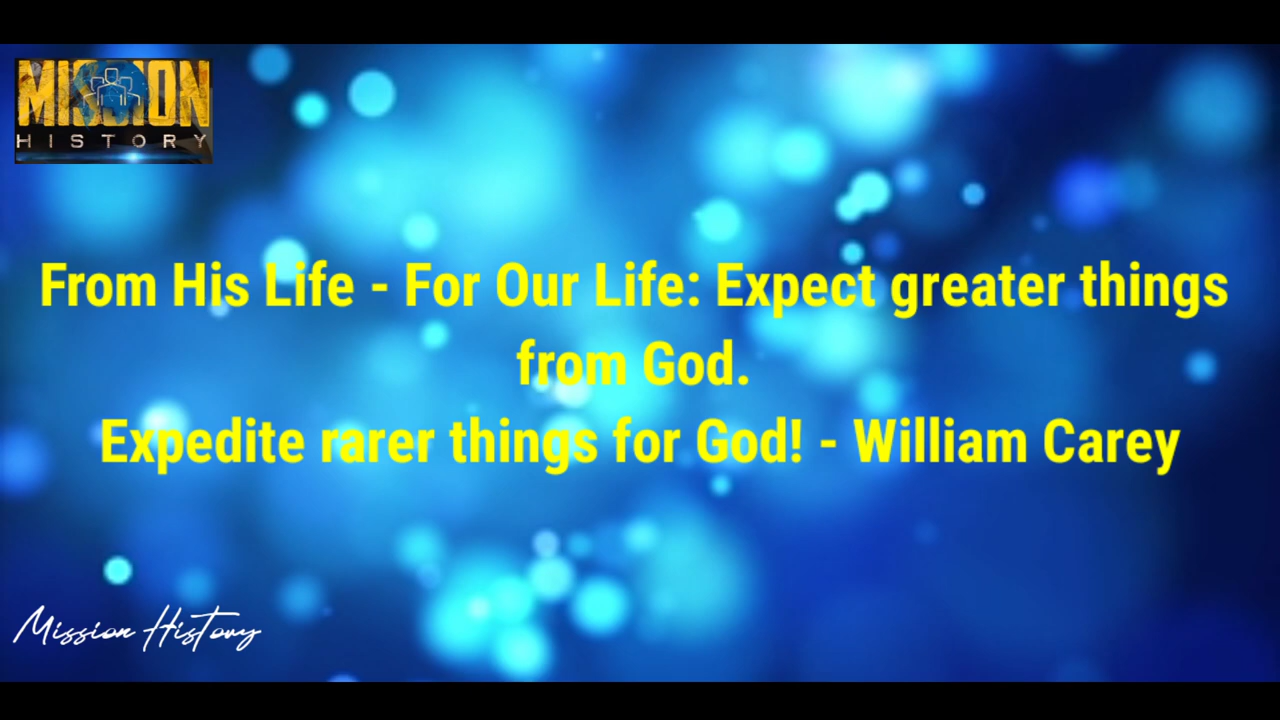 MISSION
HISTORY
From His Life - For Our Life: Expect greater things
from God.
Expedite rarer things for God! - William Carey
Mission History